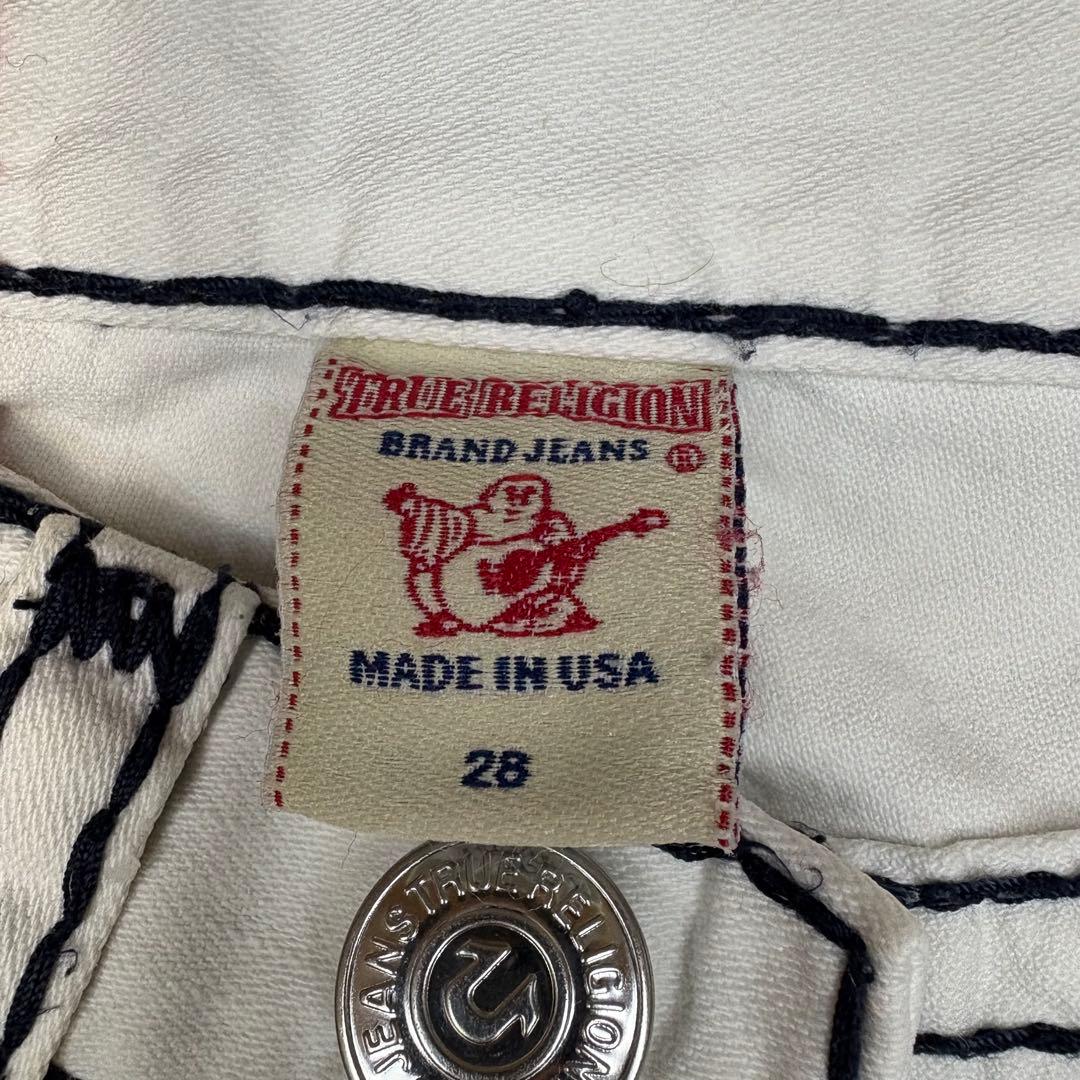 TRUE RELIGION
BRAND JEANS ®
MADE IN USA
28
JEANS TRUE RELIGION
U